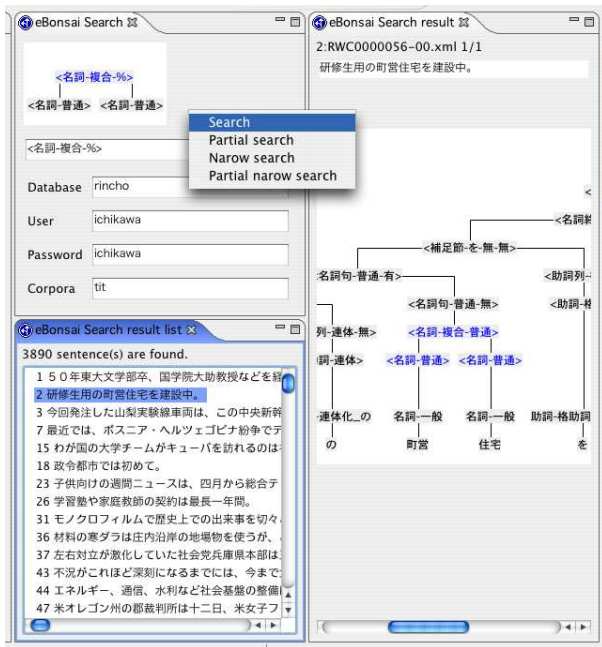 eBonsai Search
<名詞-複合-%>
<名詞-普通> <名詞-普通>
Search
Partial search
Narow search
Partial narow search
<名詞-複合-%>
Database rincho
User ichikawa
Password ichikawa
Corpora tit
eBonsai Search result list
3890 sentence(s) are found.
1 5 0年東大文学部卒、国学院大助教授などを経
2 研修生用の町営住宅を建設中。
3 今回発注した山梨実験線車両は、この中央新幹
7 最近では、ボスニア・ヘルツェゴビナ紛争でテ
15 わが国の大学チームがキューバを訪れるのは
18 政令都市では初めて。
23 子供向けの週間ニュースは、四月から総合テ
26 学習塾や家庭教師の契約は最長一年間。
31 モノクロフィルムで歴史上での出来事を切々
36 材料の寒ダラは庄内沿岸の地場物を使うが、
37 左右対立が激化していた社会党兵庫県本部は
43 不況がこれほど深刻になるまでには、今まで
44 エネルギー、通信、水利など社会基盤の整備
47 米オレゴン州の郡裁判所は十二日、米女子フ
eBonsai Search result
2:RWC0000056-00.xml 1/1
研修生用の町営住宅を建設中。
<
<名詞
<補足節-を-無-無>
名詞句-普通-有> <助詞列-
<名詞句-普通-無> <助詞-格
列-連体-無> <名詞-複合-普通>
詞-連体> <名詞-普通> <名詞-普通>
連体化_の 名詞-一般 名詞-一般 助詞-格助詞
の 町営 住宅 を